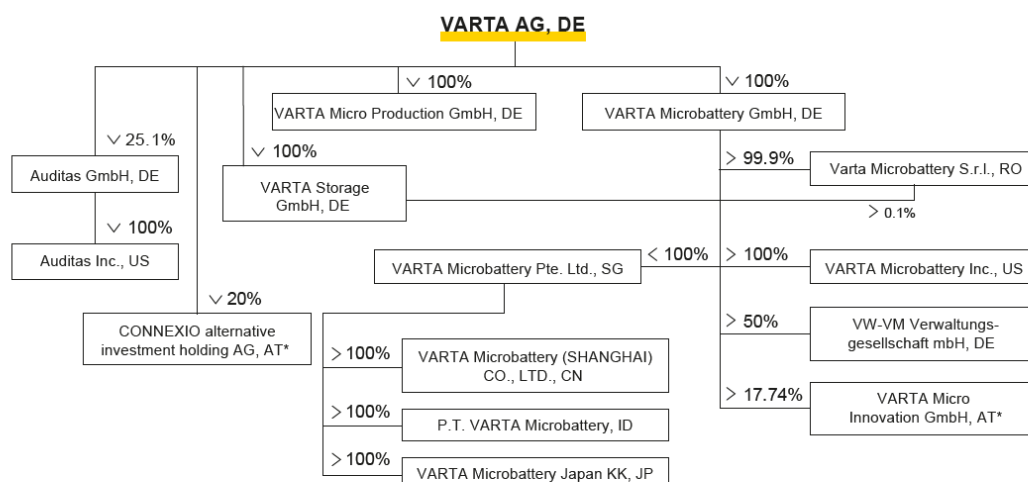 VARTA AG, DE
100%
VARTA Micro Production GmbH, DE
100%
VARTA Microbattery GmbH, DE
25.1%
Auditas GmbH, DE
100%
VARTA Storage
GmbH, DE
99.9%
Varta Microbattery S.r.l., RO
0.1%
100%
Auditas Inc., US
100%
VARTA Microbattery Pte. Ltd., SG
100%
VARTA Microbattery Inc., US
20%
CONNEXIO alternative
investment holding AG, AT*
50%
VW-VM Verwaltungs-
gesellschaft mbH, DE
100%
VARTA Microbattery (SHANGHAI)
CO., LTD., CN
17.74%
VARTA Micro
Innovation GmbH, AT*
100%
P.T. VARTA Microbattery, ID
100%
VARTA Microbattery Japan KK, JP